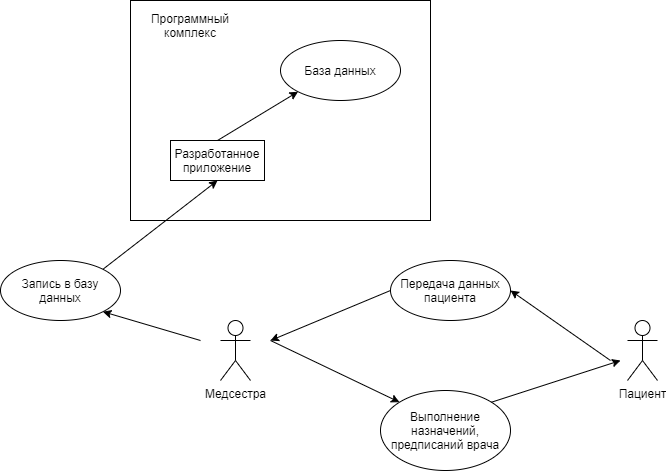 Программный
комплекс
База данных
Разработанное
приложение
Запись в базу
данных
Передача данных
пациента
Медсестра
Пациент
Выполнение
назначений,
предписаний врача